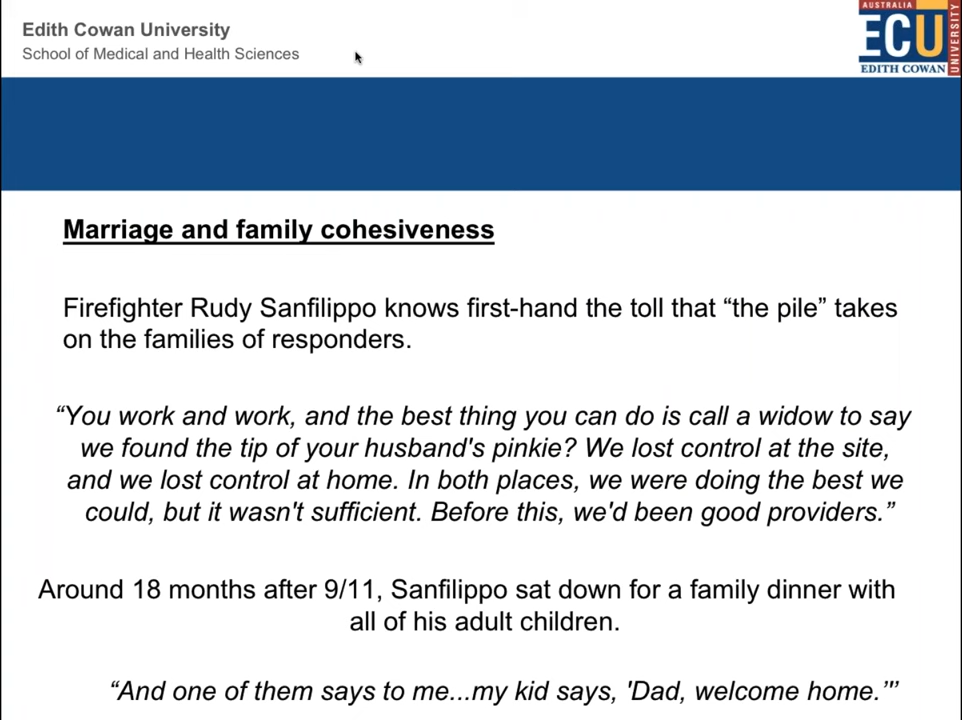 Edith Cowan University
School of Medical and Health Sciences
AUSTRALIA
ECU
EDITH COWAN
UNIVERSITY
Marriage and family cohesiveness
Firefighter Rudy Sanfilippo knows first-hand the toll that “the pile” takes
on the families of responders.
“You work and work, and the best thing you can do is call a widow to say
we found the tip of your husband's pinkie? We lost control at the site,
and we lost control at home. In both places, we were doing the best we
could, but it wasn't sufficient. Before this, we'd been good providers.”
Around 18 months after 9/11, Sanfilippo sat down for a family dinner with
all of his adult children.
“And one of them says to me...my kid says, 'Dad, welcome home.'”